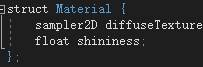 struct Material {
    sampler2D diffuseTexture
    float shininess;
};